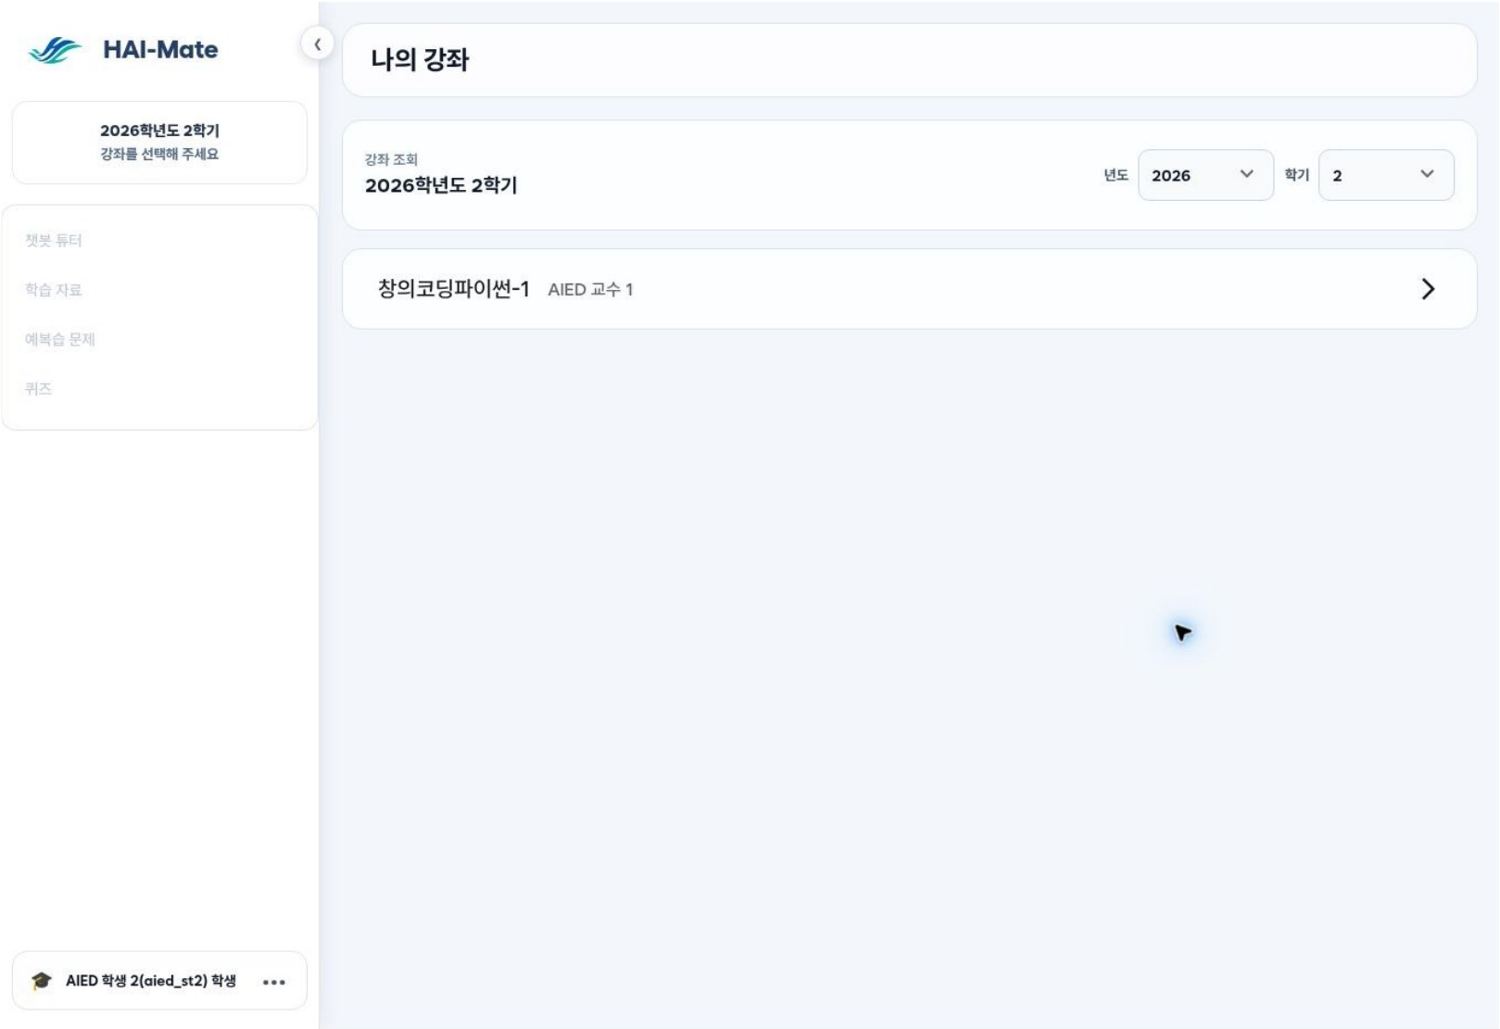 HAI-Mate
2026학년도 2학기
강좌를 선택해 주세요
챗봇 튜터
학습 자료
예복습 문제
퀴즈
AIED 학생 2(aied_st2) 학생
나의 강좌
강좌 조회
2026학년도 2학기
년도 2026 학기 2
창의코딩파이썬-1 AIED 교수 1